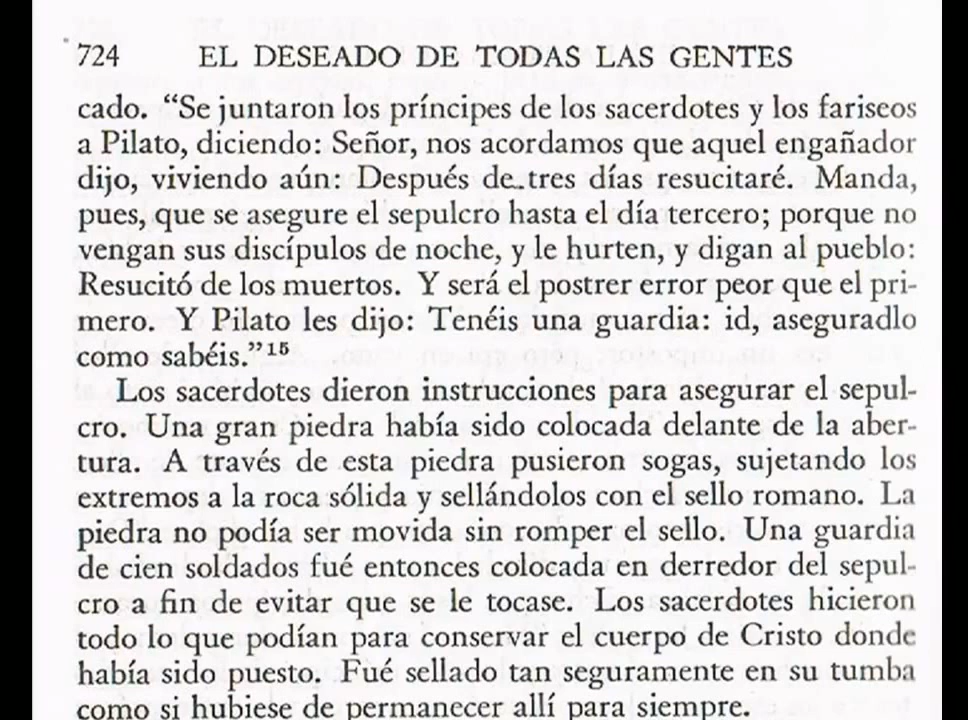 724 EL DESEADO DE TODAS LAS GENTES
cado. “Se juntaron los príncipes de los sacerdotes y los fariseos
a Pilato, diciendo: Señor, nos acordamos que aquel engañador
dijo, viviendo aún: Después de tres días resucitaré. Manda,
pues, que se asegure el sepulcro hasta el día tercero; porque no
vengan sus discípulos de noche, y le hurten, y digan al pueblo:
Resucitó de los muertos. Y será el postrer error peor que el pri-
mero. Y Pilato les dijo: Tenéis una guardia: id, aseguradlo
como sabéis.”¹⁵
Los sacerdotes dieron instrucciones para asegurar el sepul-
cro. Una gran piedra había sido colocada delante de la aber-
tura. A través de esta piedra pusieron sogas, sujetando los
extremos a la roca sólida y sellándolos con el sello romano. La
piedra no podía ser movida sin romper el sello. Una guardia
de cien soldados fué entonces colocada en derredor del sepul-
cro a fin de evitar que se le tocase. Los sacerdotes hicieron
todo lo que podían para conservar el cuerpo de Cristo donde
había sido puesto. Fué sellado tan seguramente en su tumba
como si hubiese de permanecer allí para siempre.